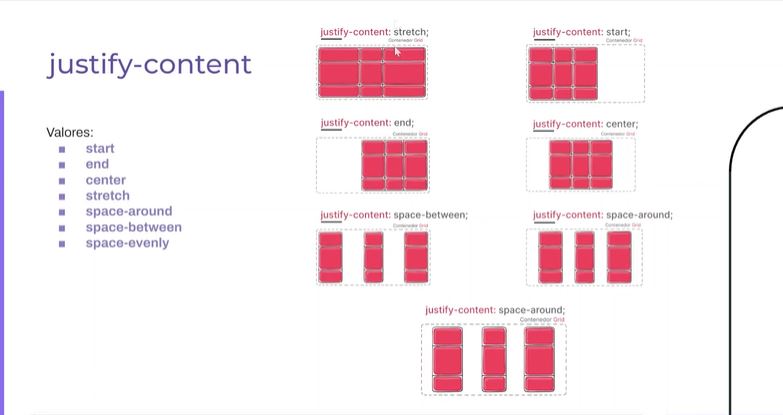 justify-content
Valores:
start
end
center
stretch
space-around
space-between
space-evenly
justify-content: stretch;
Contenedor Grid
justify-content: start;
Contenedor Grid
justify-content: end;
Contenedor Grid
justify-content: center;
Contenedor Grid
justify-content: space-between;
Contenedor Grid
justify-content: space-around;
Contenedor Grid
justify-content: space-around;
Contenedor Grid